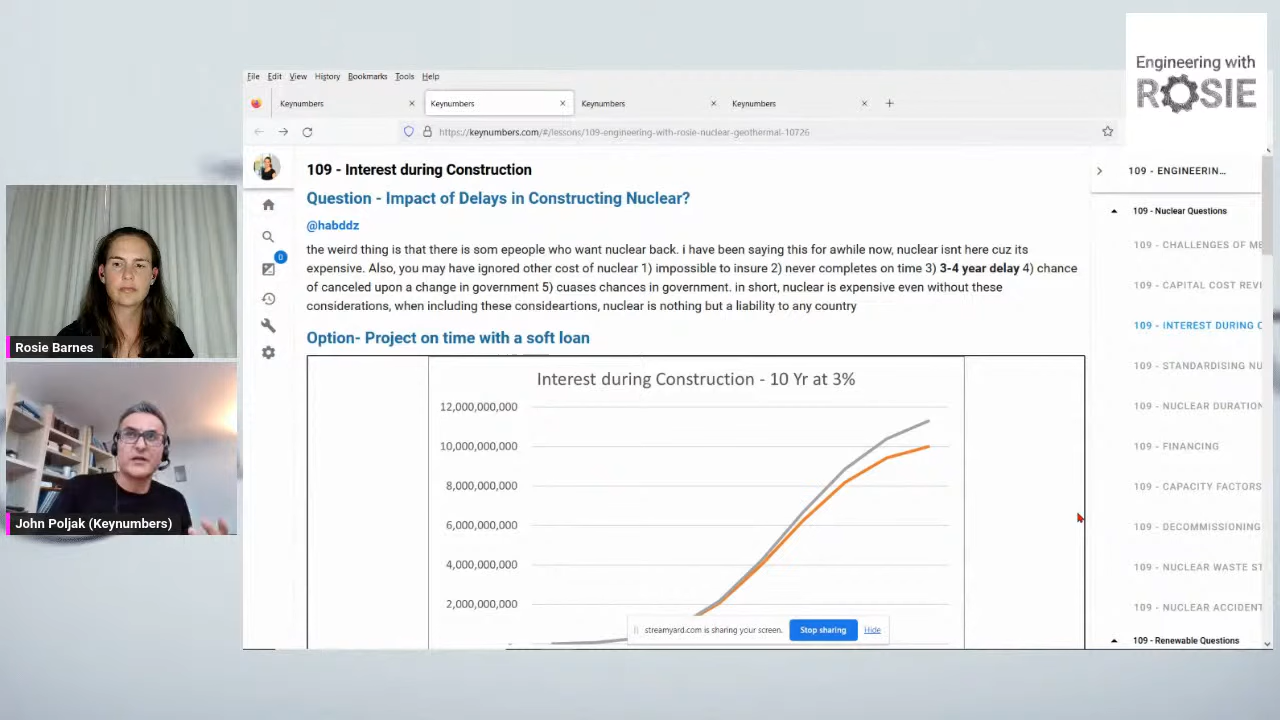 Engineering with
ROSIE
File Edit View History Bookmarks Tools Help
Keynumbers
Keynumbers
Keynumbers
Keynumbers
https://keynumbers.com/#/lessons/109-engineering-with-rosie-nuclear-geothermal-10726
109 - Interest during Construction
Question - Impact of Delays in Constructing Nuclear?
@habddz
the weird thing is that there is som epeople who want nuclear back. i have been saying this for awhile now, nuclear isnt here cuz its
expensive. Also, you may have ignored other cost of nuclear 1) impossible to insure 2) never completes on time 3) 3-4 year delay 4) chance
of canceled upon a change in government 5) cuases chances in government. in short, nuclear is expensive even without these
considerations, when including these consideartions, nuclear is nothing but a liability to any country
Option- Project on time with a soft loan
Interest during Construction - 10 Yr at 3%
12,000,000,000
10,000,000,000
8,000,000,000
6,000,000,000
4,000,000,000
2,000,000,000
streamyard.com is sharing your screen. Stop sharing Hide
0
109 - ENGINEERIN...
109 - Nuclear Questions
109 - CHALLENGES OF ME
109 - CAPITAL COST REVI
109 - INTEREST DURING C
109 - STANDARDISING NU
109 - NUCLEAR DURATION
109 - FINANCING
109 - CAPACITY FACTORS
109 - DECOMMISSIONING
109 - NUCLEAR WASTE ST
109 - NUCLEAR ACCIDENT
109 - Renewable Questions
Rosie Barnes
John Poljak (Keynumbers)